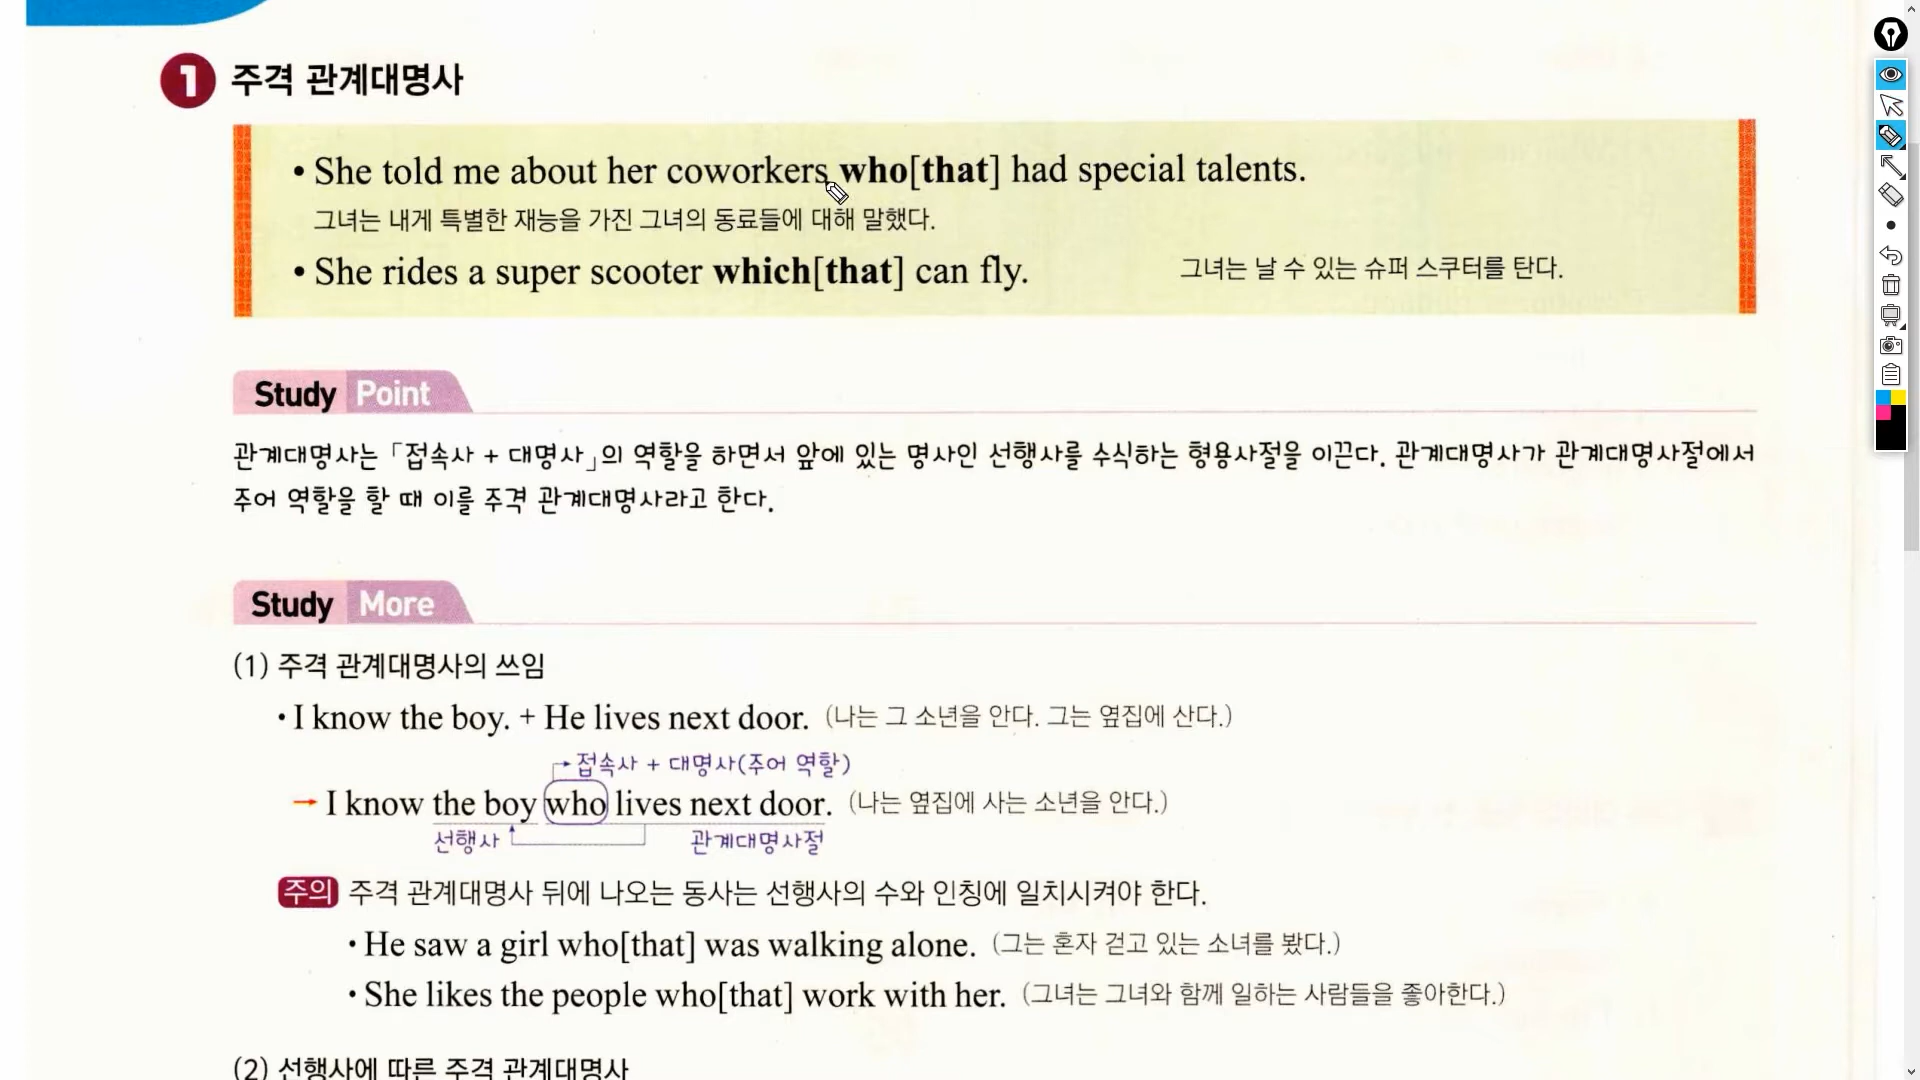 1 주격 관계대명사
• She told me about her coworkers who[that] had special talents.
그녀는 내게 특별한 재능을 가진 그녀의 동료들에 대해 말했다.
• She rides a super scooter which[that] can fly. 그녀는 날 수 있는 슈퍼 스쿠터를 탄다.
Study Point
관계대명사는 「접속사 + 대명사」의 역할을 하면서 앞에 있는 명사인 선행사를 수식하는 형용사절을 이끈다. 관계대명사가 관계대명사절에서
주어 역할을 할 때 이를 주격 관계대명사라고 한다.
Study More
(1) 주격 관계대명사의 쓰임
• I know the boy. + He lives next door. (나는 그 소년을 안다. 그는 옆집에 산다.)
접속사 + 대명사(주어 역할)
→ I know the boy who lives next door. (나는 옆집에 사는 소년을 안다.)
선행사 관계대명사절
주의 주격 관계대명사 뒤에 나오는 동사는 선행사의 수와 인칭에 일치시켜야 한다.
• He saw a girl who[that] was walking alone. (그는 혼자 걷고 있는 소녀를 봤다.)
• She likes the people who[that] work with her. (그녀는 그녀와 함께 일하는 사람들을 좋아한다.)
(2) 선행사에 따른 주격 관계대명사